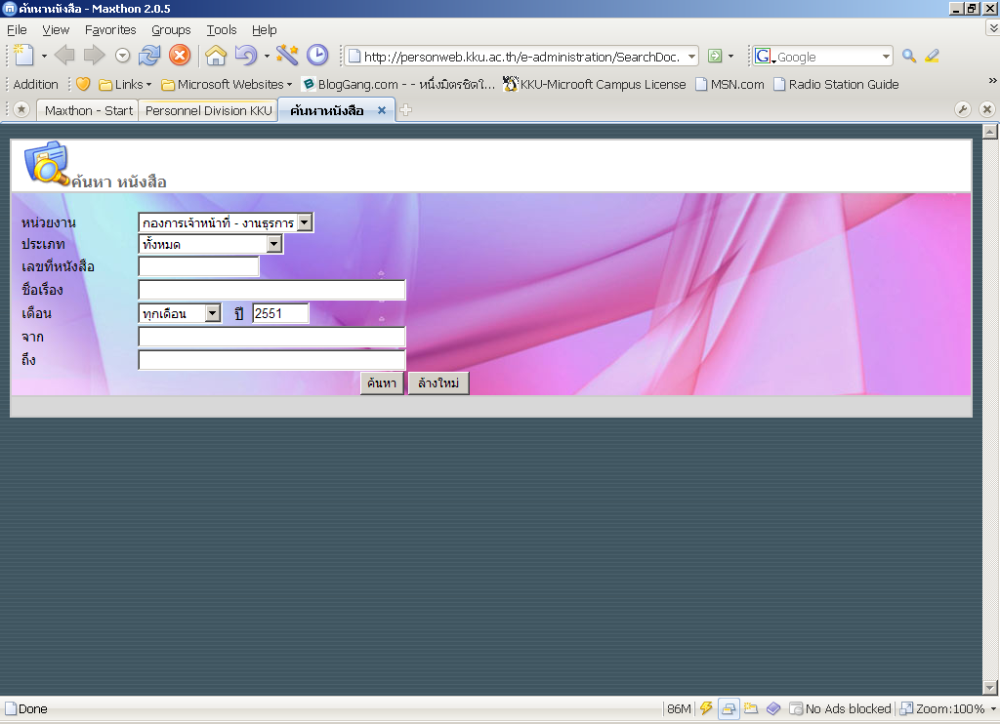 ค้นหาหนังสือ - Maxthon 2.0.5
File View Favorites Groups Tools Help
http://personweb.kku.ac.th/e-administration/SearchDoc. Google
Addition Links Microsoft Websites BlogGang.com - - หนึ่งมิตรชิดใ... KKU-Microoft Campus License MSN.com Radio Station Guide
Maxthon - Start Personnel Division KKU ค้นหาหนังสือ
ค้นหา หนังสือ
หน่วยงาน กองการเจ้าหน้าที่ - งานธุรการ
ประเภท ทั้งหมด
เลขที่หนังสือ
ชื่อเรื่อง
เดือน ทุกเดือน ปี 2551
จาก
ถึง
ค้นหา ล้างใหม่
Done 86M No Ads blocked Zoom:100%